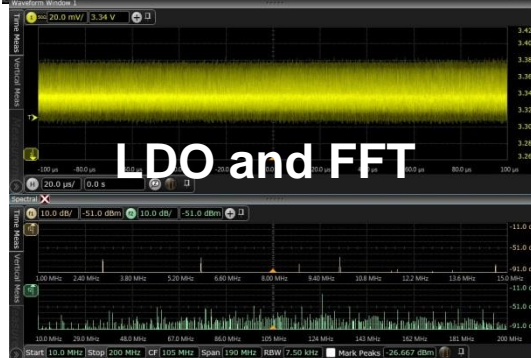 Waveform Window 1
20.0 mV/ 3.34 V
Time Meas
Vertical Meas
3.42
3.40
3.38
3.36
3.34
3.32
3.30
3.28
3.26
LDO and FFT
-100 µs -80.0 µs 60.0 µs 80.0 µs 100 µs
H 20.0 µs/ 0.0 s
Spectral
10.0 dB/ -51.0 dBm 10.0 dB/ -51.0 dBm
Time Meas
Vertical Meas
-11.0
-51.0
-91.0
1.00 MHz 2.40 MHz 3.80 MHz 5.20 MHz 6.60 MHz 8.00 MHz 9.40 MHz 10.8 MHz 12.2 MHz 13.6 MHz 15.0
-11.0
-51.0
-91.0
10.0 MHz 29.0 MHz 48.0 MHz 67.0 MHz 86.0 MHz 105 MHz 124 MHz 143 MHz 162 MHz 181 MHz 200
Start 10.0 MHz Stop 200 MHz CF 105 MHz Span 190 MHz RBW 7.50 kHz Mark Peaks -26.667 dBm